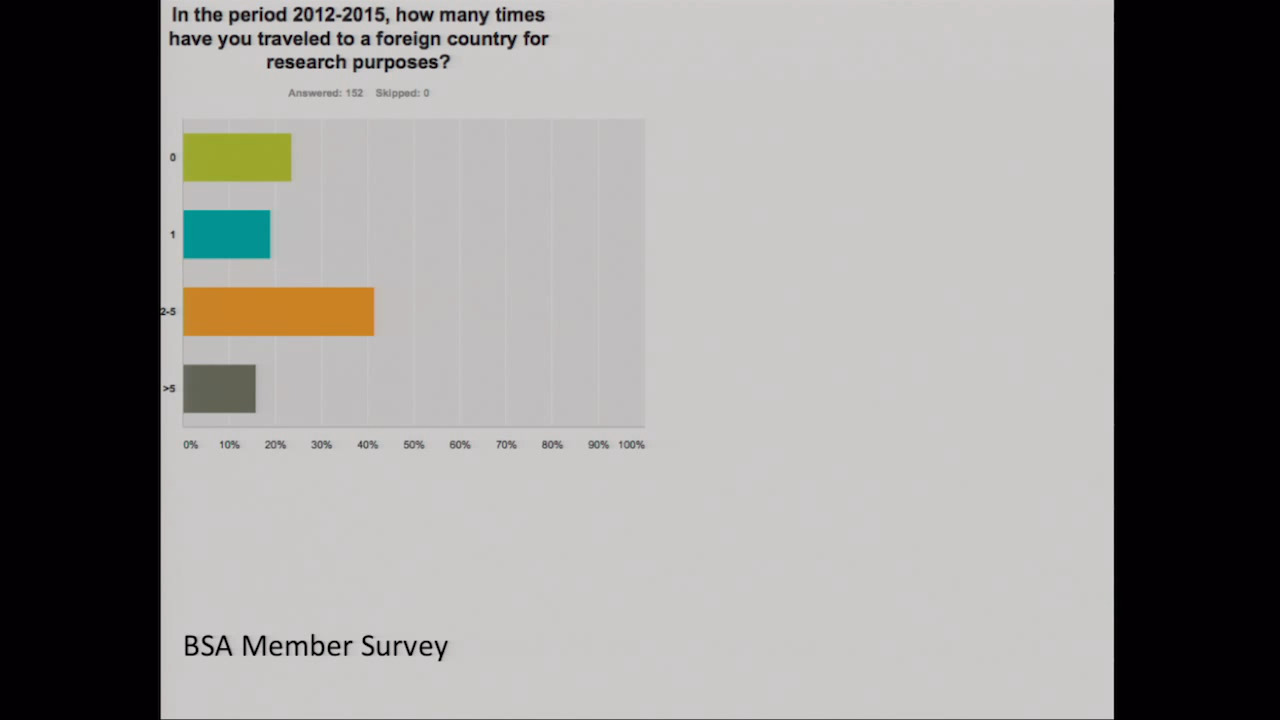 In the period 2012-2015, how many times
have you traveled to a foreign country for
research purposes?
Answered: 152 Skipped: 0
0
1
2-5
>5
0% 10% 20% 30% 40% 50% 60% 70% 80% 90% 100%
BSA Member Survey